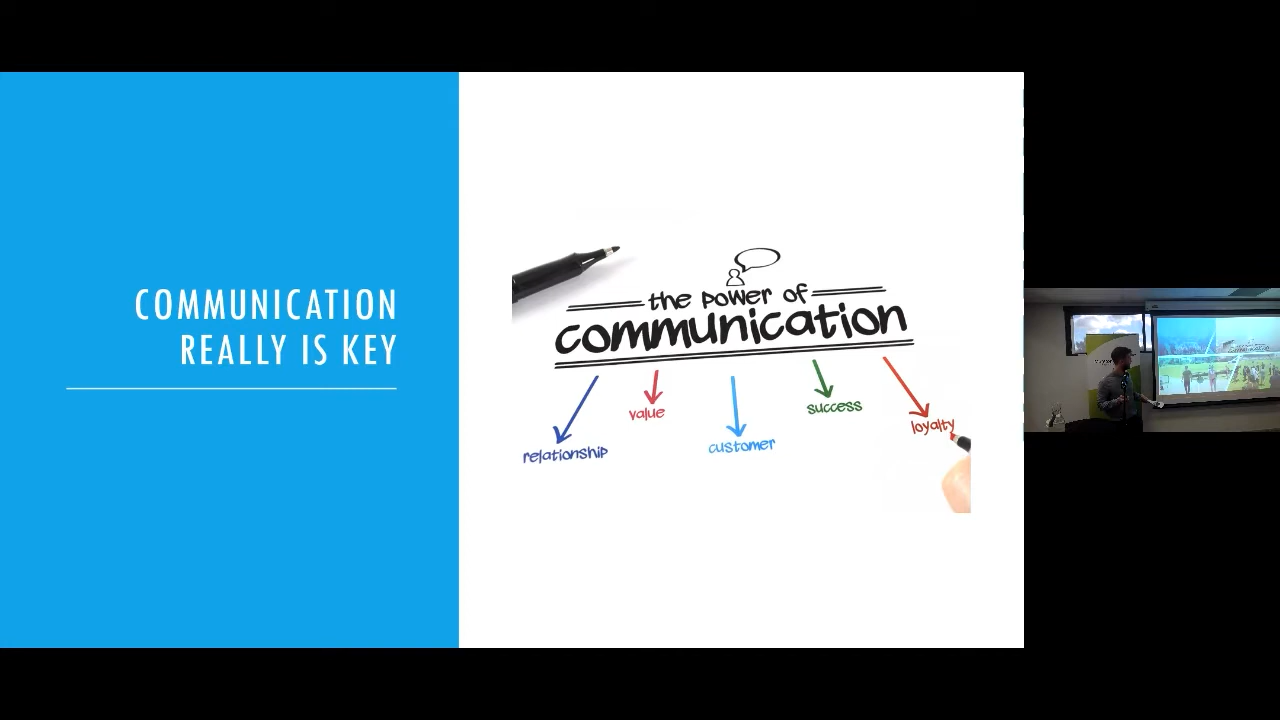 COMMUNICATION
REALLY IS KEY
the power of
communication
relationship
value
customer
success
loyalty